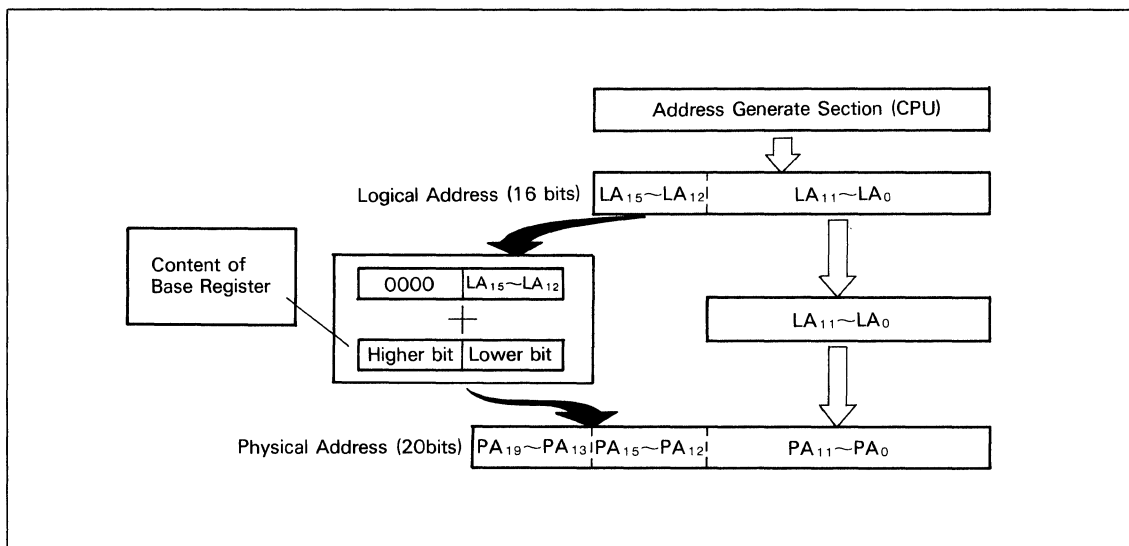 Address Generate Section (CPU)
Logical Address (16 bits)
LA₁₅~LA₁₂
LA₁₁~LA₀
Content of
Base Register
0000
LA₁₅~LA₁₂
+
Higher bit
Lower bit
LA₁₁~LA₀
Physical Address (20bits)
PA₁₉~PA₁₃
PA₁₅~PA₁₂
PA₁₁~PA₀